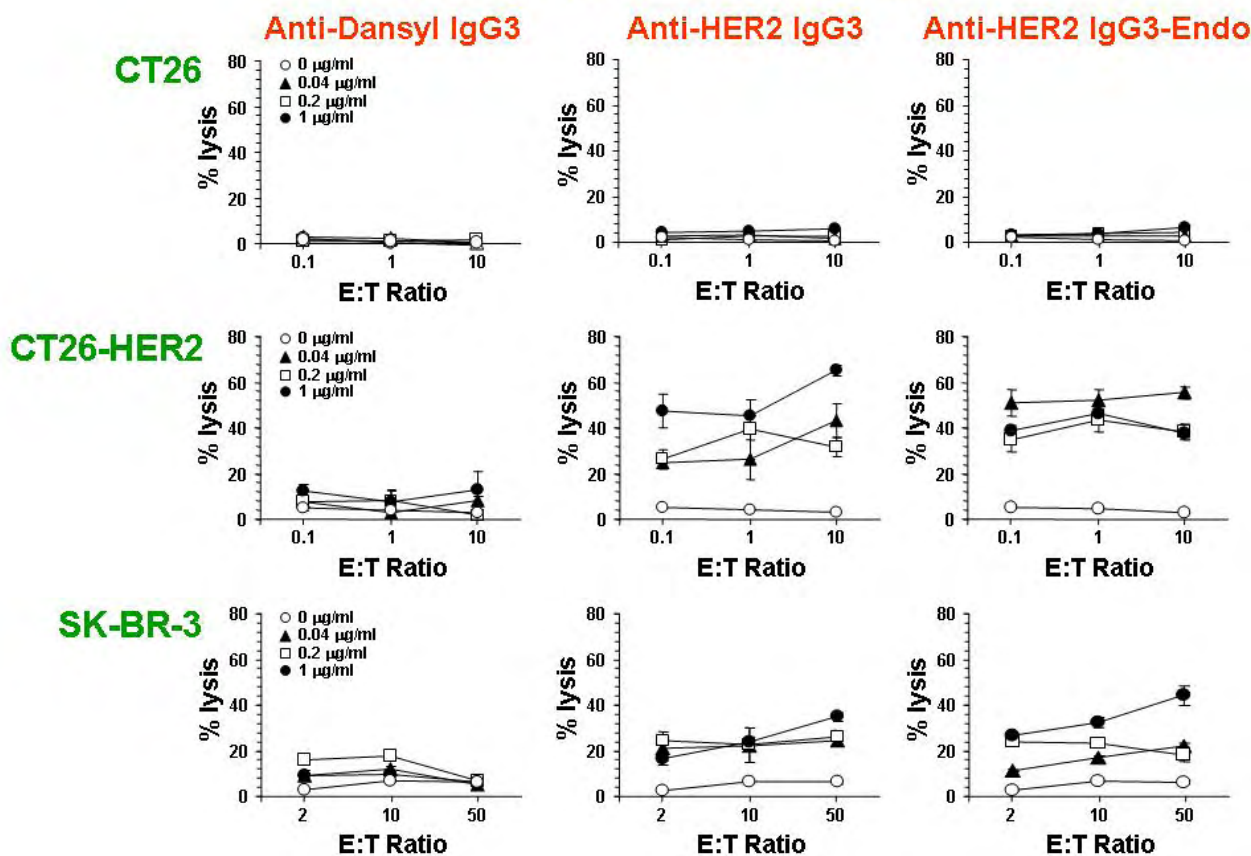 Anti-Dansyl IgG3 Anti-HER2 IgG3 Anti-HER2 IgG3-Endo
CT26
80
60
40
20
0
% lysis
0 µg/ml
0.04 µg/ml
0.2 µg/ml
1 µg/ml
0.1 1 10
E:T Ratio
80
60
40
20
0
% lysis
0.1 1 10
E:T Ratio
80
60
40
20
0
% lysis
0.1 1 10
E:T Ratio
CT26-HER2
80
60
40
20
0
% lysis
0 µg/ml
0.04 µg/ml
0.2 µg/ml
1 µg/ml
0.1 1 10
E:T Ratio
80
60
40
20
0
% lysis
0.1 1 10
E:T Ratio
80
60
40
20
0
% lysis
0.1 1 10
E:T Ratio
SK-BR-3
80
60
40
20
0
% lysis
0 µg/ml
0.04 µg/ml
0.2 µg/ml
1 µg/ml
2 10 50
E:T Ratio
80
60
40
20
0
% lysis
2 10 50
E:T Ratio
80
60
40
20
0
% lysis
2 10 50
E:T Ratio